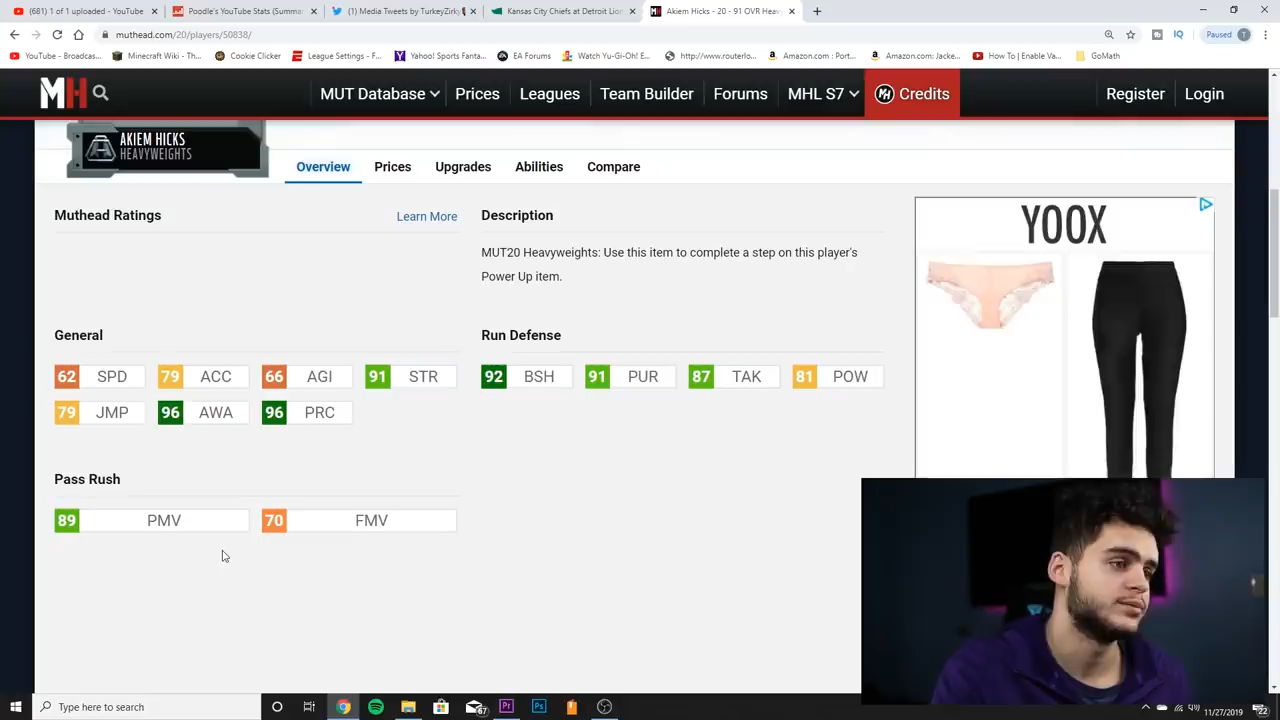 (681) 1 of 1 uploaded - YouTube
Poodle's YouTube Stats (Summa
(1) Media Tweets by TurkeyZirky
Kansas City Chiefs at Detroit Lion
Akiem Hicks - 20 - 91 OVR Heav
muthead.com/20/players/50838/
Paused
T
YouTube - Broadcas...
Minecraft Wiki - Th...
Cookie Clicker
League Settings - F...
Yahoo! Sports Fanta...
EA Forums
Watch Yu-Gi-Oh! E...
http://www.routerlo...
Amazon.com : Port...
Amazon.com: Jacke...
How To | Enable Va...
GoMath
MH
MUT Database
Prices
Leagues
Team Builder
Forums
MHL S7
Credits
Register
Login
AKIEM HICKS
HEAVYWEIGHTS
Overview
Prices
Upgrades
Abilities
Compare
Muthead Ratings
Learn More
Description
MUT20 Heavyweights: Use this item to complete a step on this player's
Power Up item.
YOOX
General
62 SPD
79 ACC
66 AGI
91 STR
79 JMP
96 AWA
96 PRC
Run Defense
92 BSH
91 PUR
87 TAK
81 POW
Pass Rush
89 PMV
70 FMV
Type here to search
11/27/2019